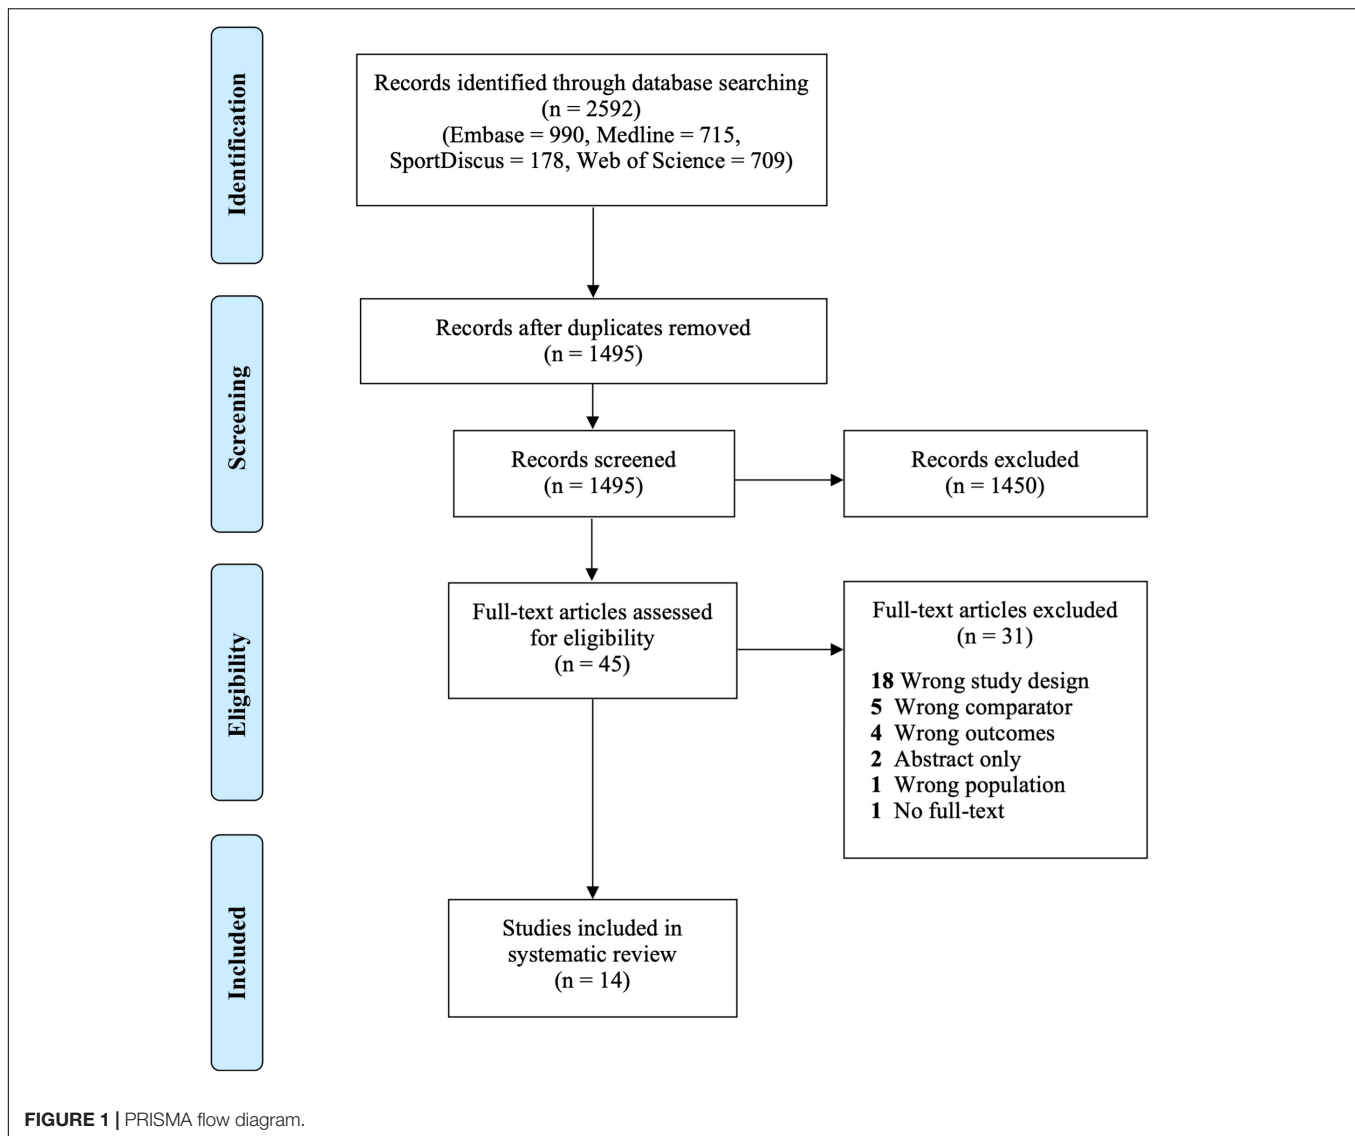 Identification
Records identified through database searching
(n = 2592)
(Embase = 990, Medline = 715,
SportDiscus = 178, Web of Science = 709)
Screening
Records after duplicates removed
(n = 1495)
Records screened
(n = 1495)
Records excluded
(n = 1450)
Eligibility
Full-text articles assessed
for eligibility
(n = 45)
Full-text articles excluded
(n = 31)
18 Wrong study design
5 Wrong comparator
4 Wrong outcomes
2 Abstract only
1 Wrong population
1 No full-text
Included
Studies included in
systematic review
(n = 14)
FIGURE 1 | PRISMA flow diagram.